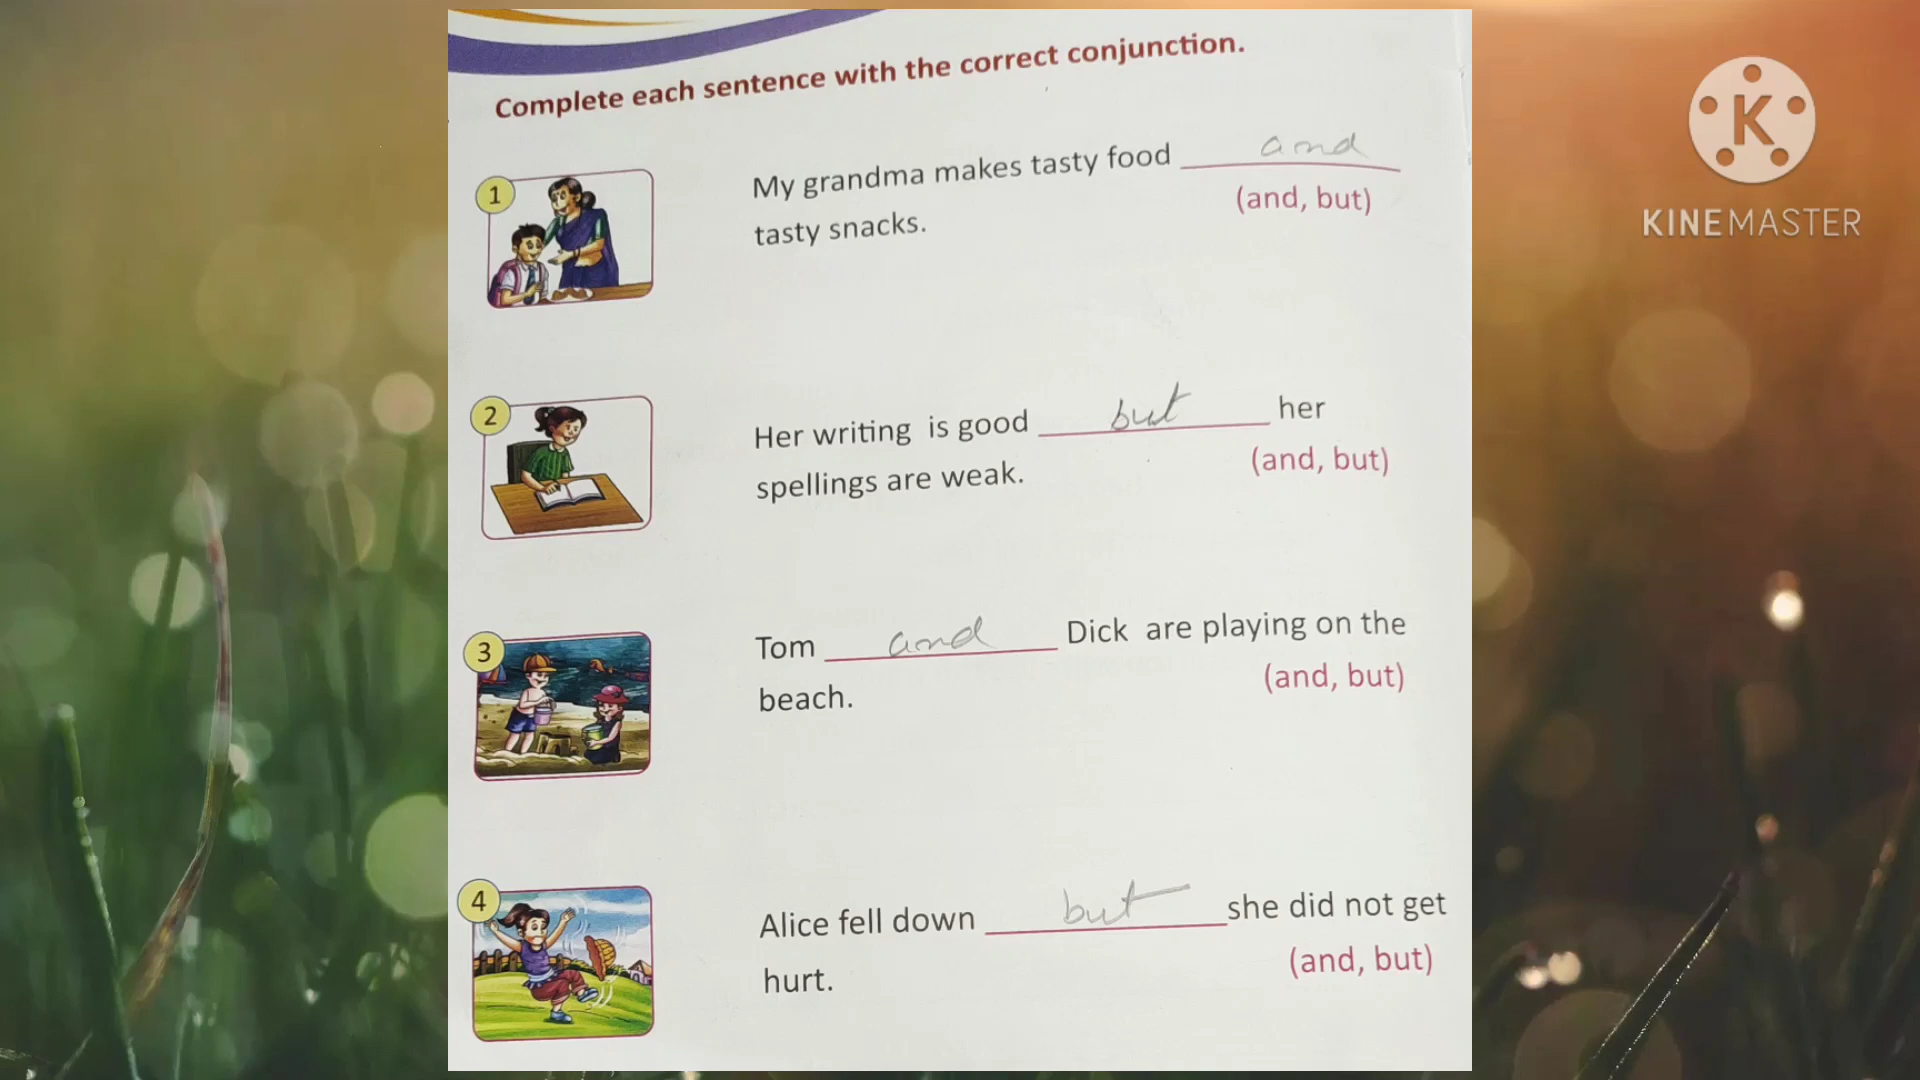 Complete each sentence with the correct conjunction.
1
My grandma makes tasty food and
(and, but)
tasty snacks.
2
Her writing is good but her
(and, but)
spellings are weak.
3
Tom and Dick are playing on the
(and, but)
beach.
4
Alice fell down but she did not get
(and, but)
hurt.
K
KINEMASTER